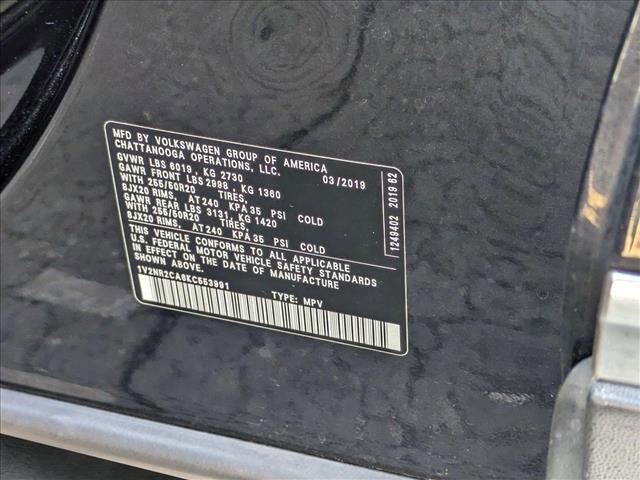 MFD BY VOLKSWAGEN GROUP OF AMERICA
CHATTANOOGA OPERATIONS, LLC.
GVWR LBS 6019 , KG 2730 03/2019
GAWR FRONT LBS 2998 , KG 1360
WITH 255/50R20 TIRES,
8JX20 RIMS, AT 240 KPA 35 PSI COLD
GAWR REAR LBS 3131, KG 1420
WITH 255/50R20 TIRES,
8JX20 RIMS, AT 240 KPA 35 PSI COLD
THIS VEHICLE CONFORMS TO ALL APPLICABLE
U.S. FEDERAL MOTOR VEHICLE SAFETY STANDARDS
IN EFFECT ON THE DATE OF MANUFACTURE
SHOWN ABOVE.
1V2NR2CA8KC553991 TYPE: MPV
1249402 2019 62